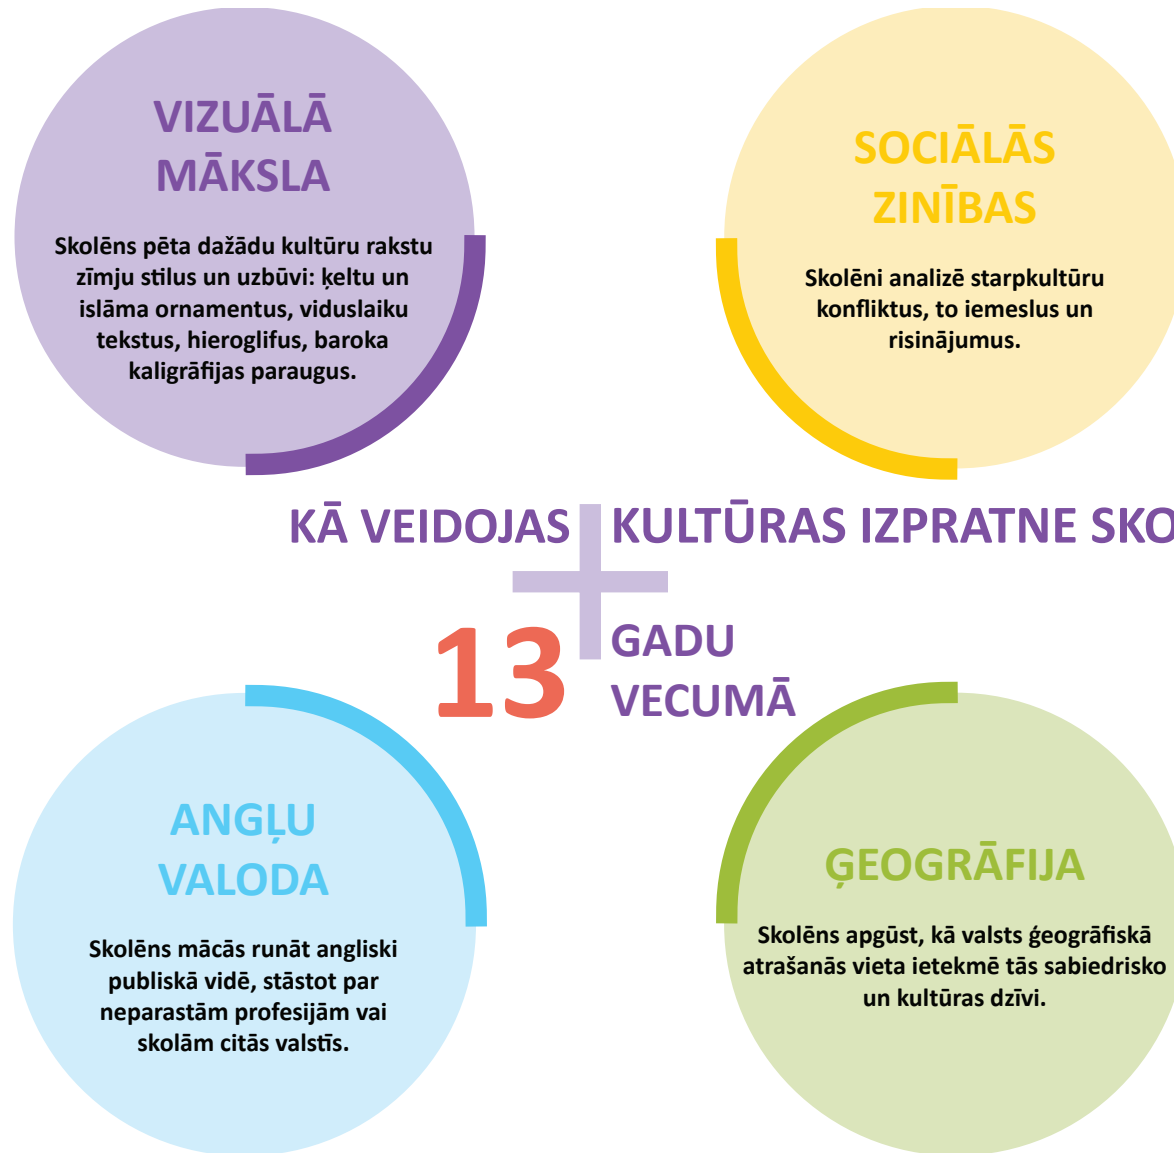 VIZUĀLĀ
MĀKSLA
Skolēns pēta dažādu kultūru rakstu
zīmju stilus un uzbūvi: ķeltu un
islāma ornamentus, viduslaiku
tekstus, hieroglifus, baroka
kaligrāfijas paraugus.
SOCIĀLĀS
ZINĪBAS
Skolēni analizē starpkultūru
konfliktus, to iemeslus un
risinājumus.
KĀ VEIDOJAS KULTŪRAS IZPRATNE SKO
13 GADU
VECUMĀ
ANGĻU
VALODA
Skolēns mācās runāt angliski
publiskā vidē, stāstot par
neparastām profesijām vai
skolām citās valstīs.
ĢEOGRĀFIJA
Skolēns apgūst, kā valsts ģeogrāfiskā
atrašanās vieta ietekmē tās sabiedrisko
un kultūras dzīvi.